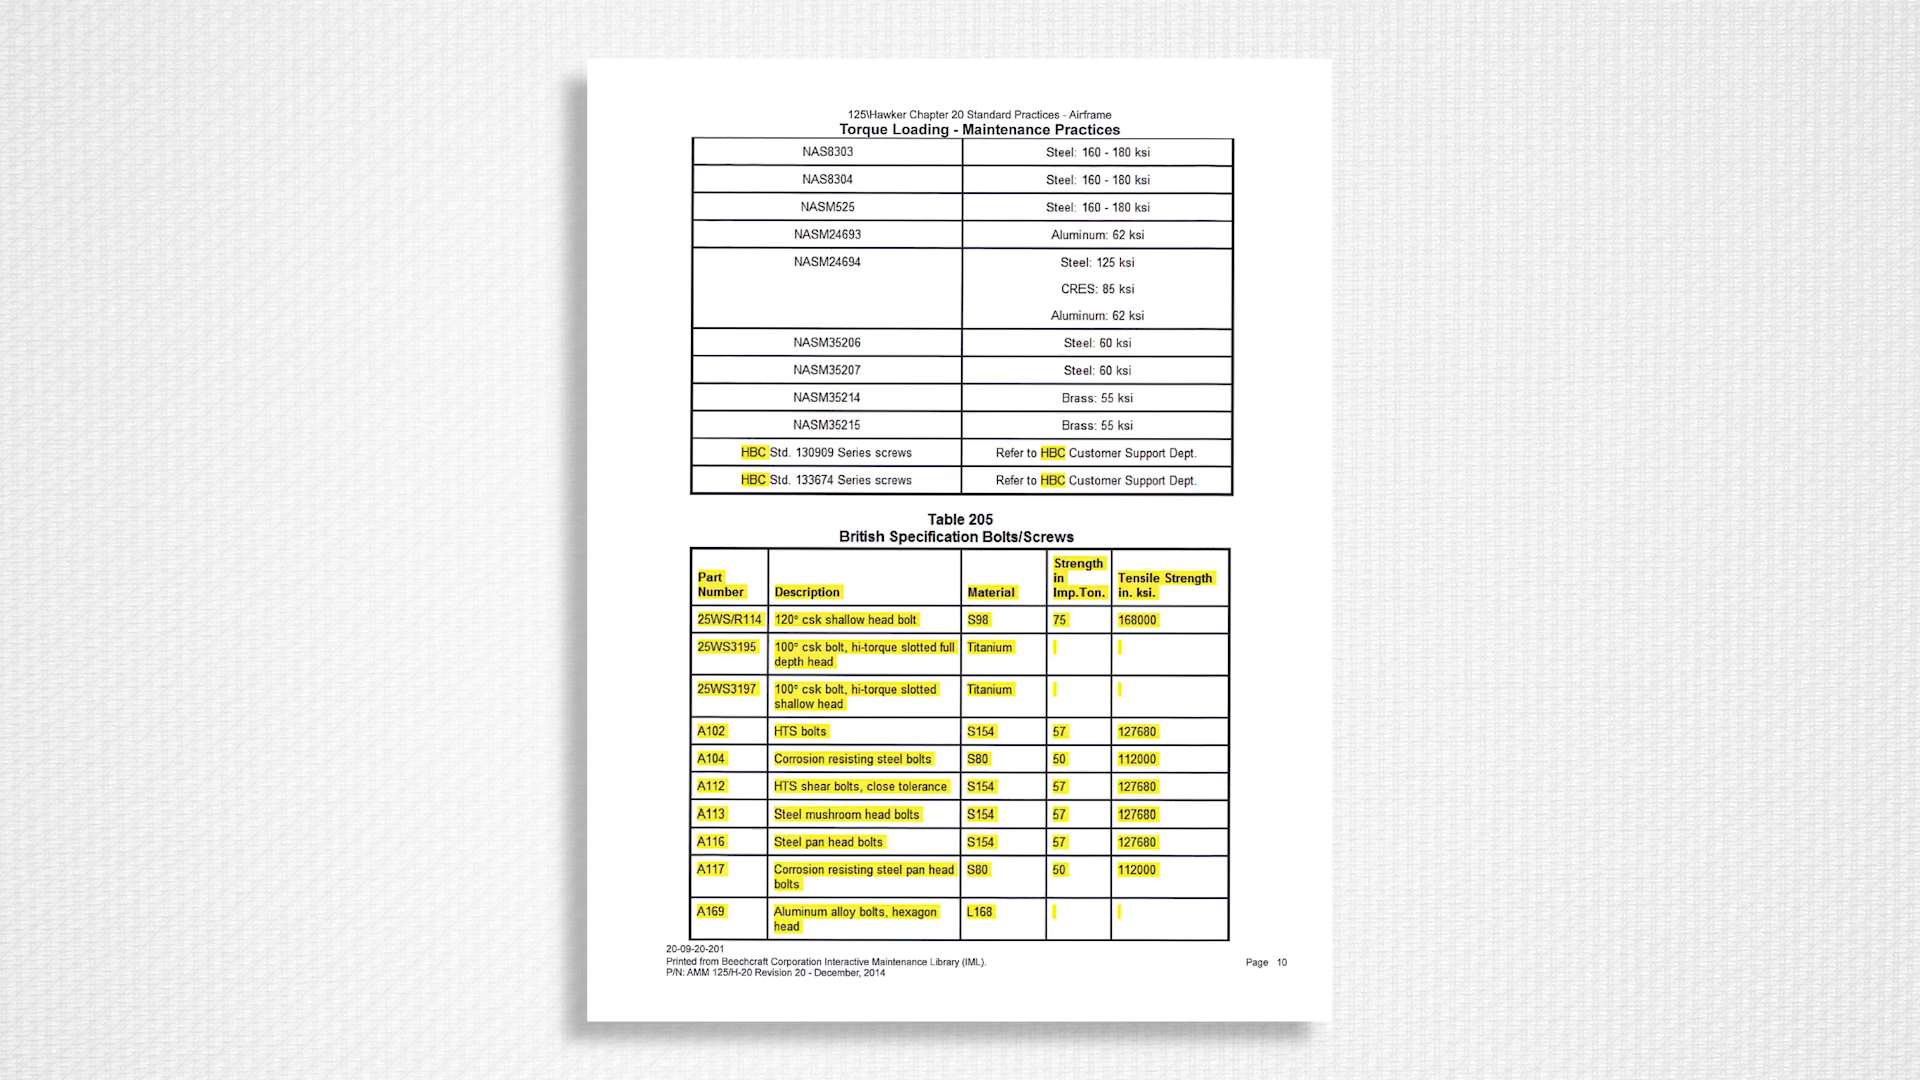 125\Hawker Chapter 20 Standard Practices - Airframe
Torque Loading - Maintenance Practices
NAS8303 Steel: 160 - 180 ksi
NAS8304 Steel: 160 - 180 ksi
NASM525 Steel: 160 - 180 ksi
NASM24693 Aluminum: 62 ksi
NASM24694 Steel: 125 ksi
CRES: 85 ksi
Aluminum: 62 ksi
NASM35206 Steel: 60 ksi
NASM35207 Steel: 60 ksi
NASM35214 Brass: 55 ksi
NASM35215 Brass: 55 ksi
HBC Std. 130909 Series screws Refer to HBC Customer Support Dept.
HBC Std. 133674 Series screws Refer to HBC Customer Support Dept.
Table 205
British Specification Bolts/Screws
Part
Number
Description
Material
Strength
in
Imp.Ton.
Tensile Strength
in. ksi.
25WS/R114 120° csk shallow head bolt S98 75 168000
25WS3195 100° csk bolt, hi-torque slotted full Titanium
depth head
25WS3197 100° csk bolt, hi-torque slotted Titanium
shallow head
A102 HTS bolts S154 57 127680
A104 Corrosion resisting steel bolts S80 50 112000
A112 HTS shear bolts, close tolerance S154 57 127680
A113 Steel mushroom head bolts S154 57 127680
A116 Steel pan head bolts S154 57 127680
A117 Corrosion resisting steel pan head S80 50 112000
bolts
A169 Aluminum alloy bolts, hexagon L168
head
20-09-20-201
Printed from Beechcraft Corporation Interactive Maintenance Library (IML).
P/N: AMM 125/H-20 Revision 20 - December, 2014
Page 10